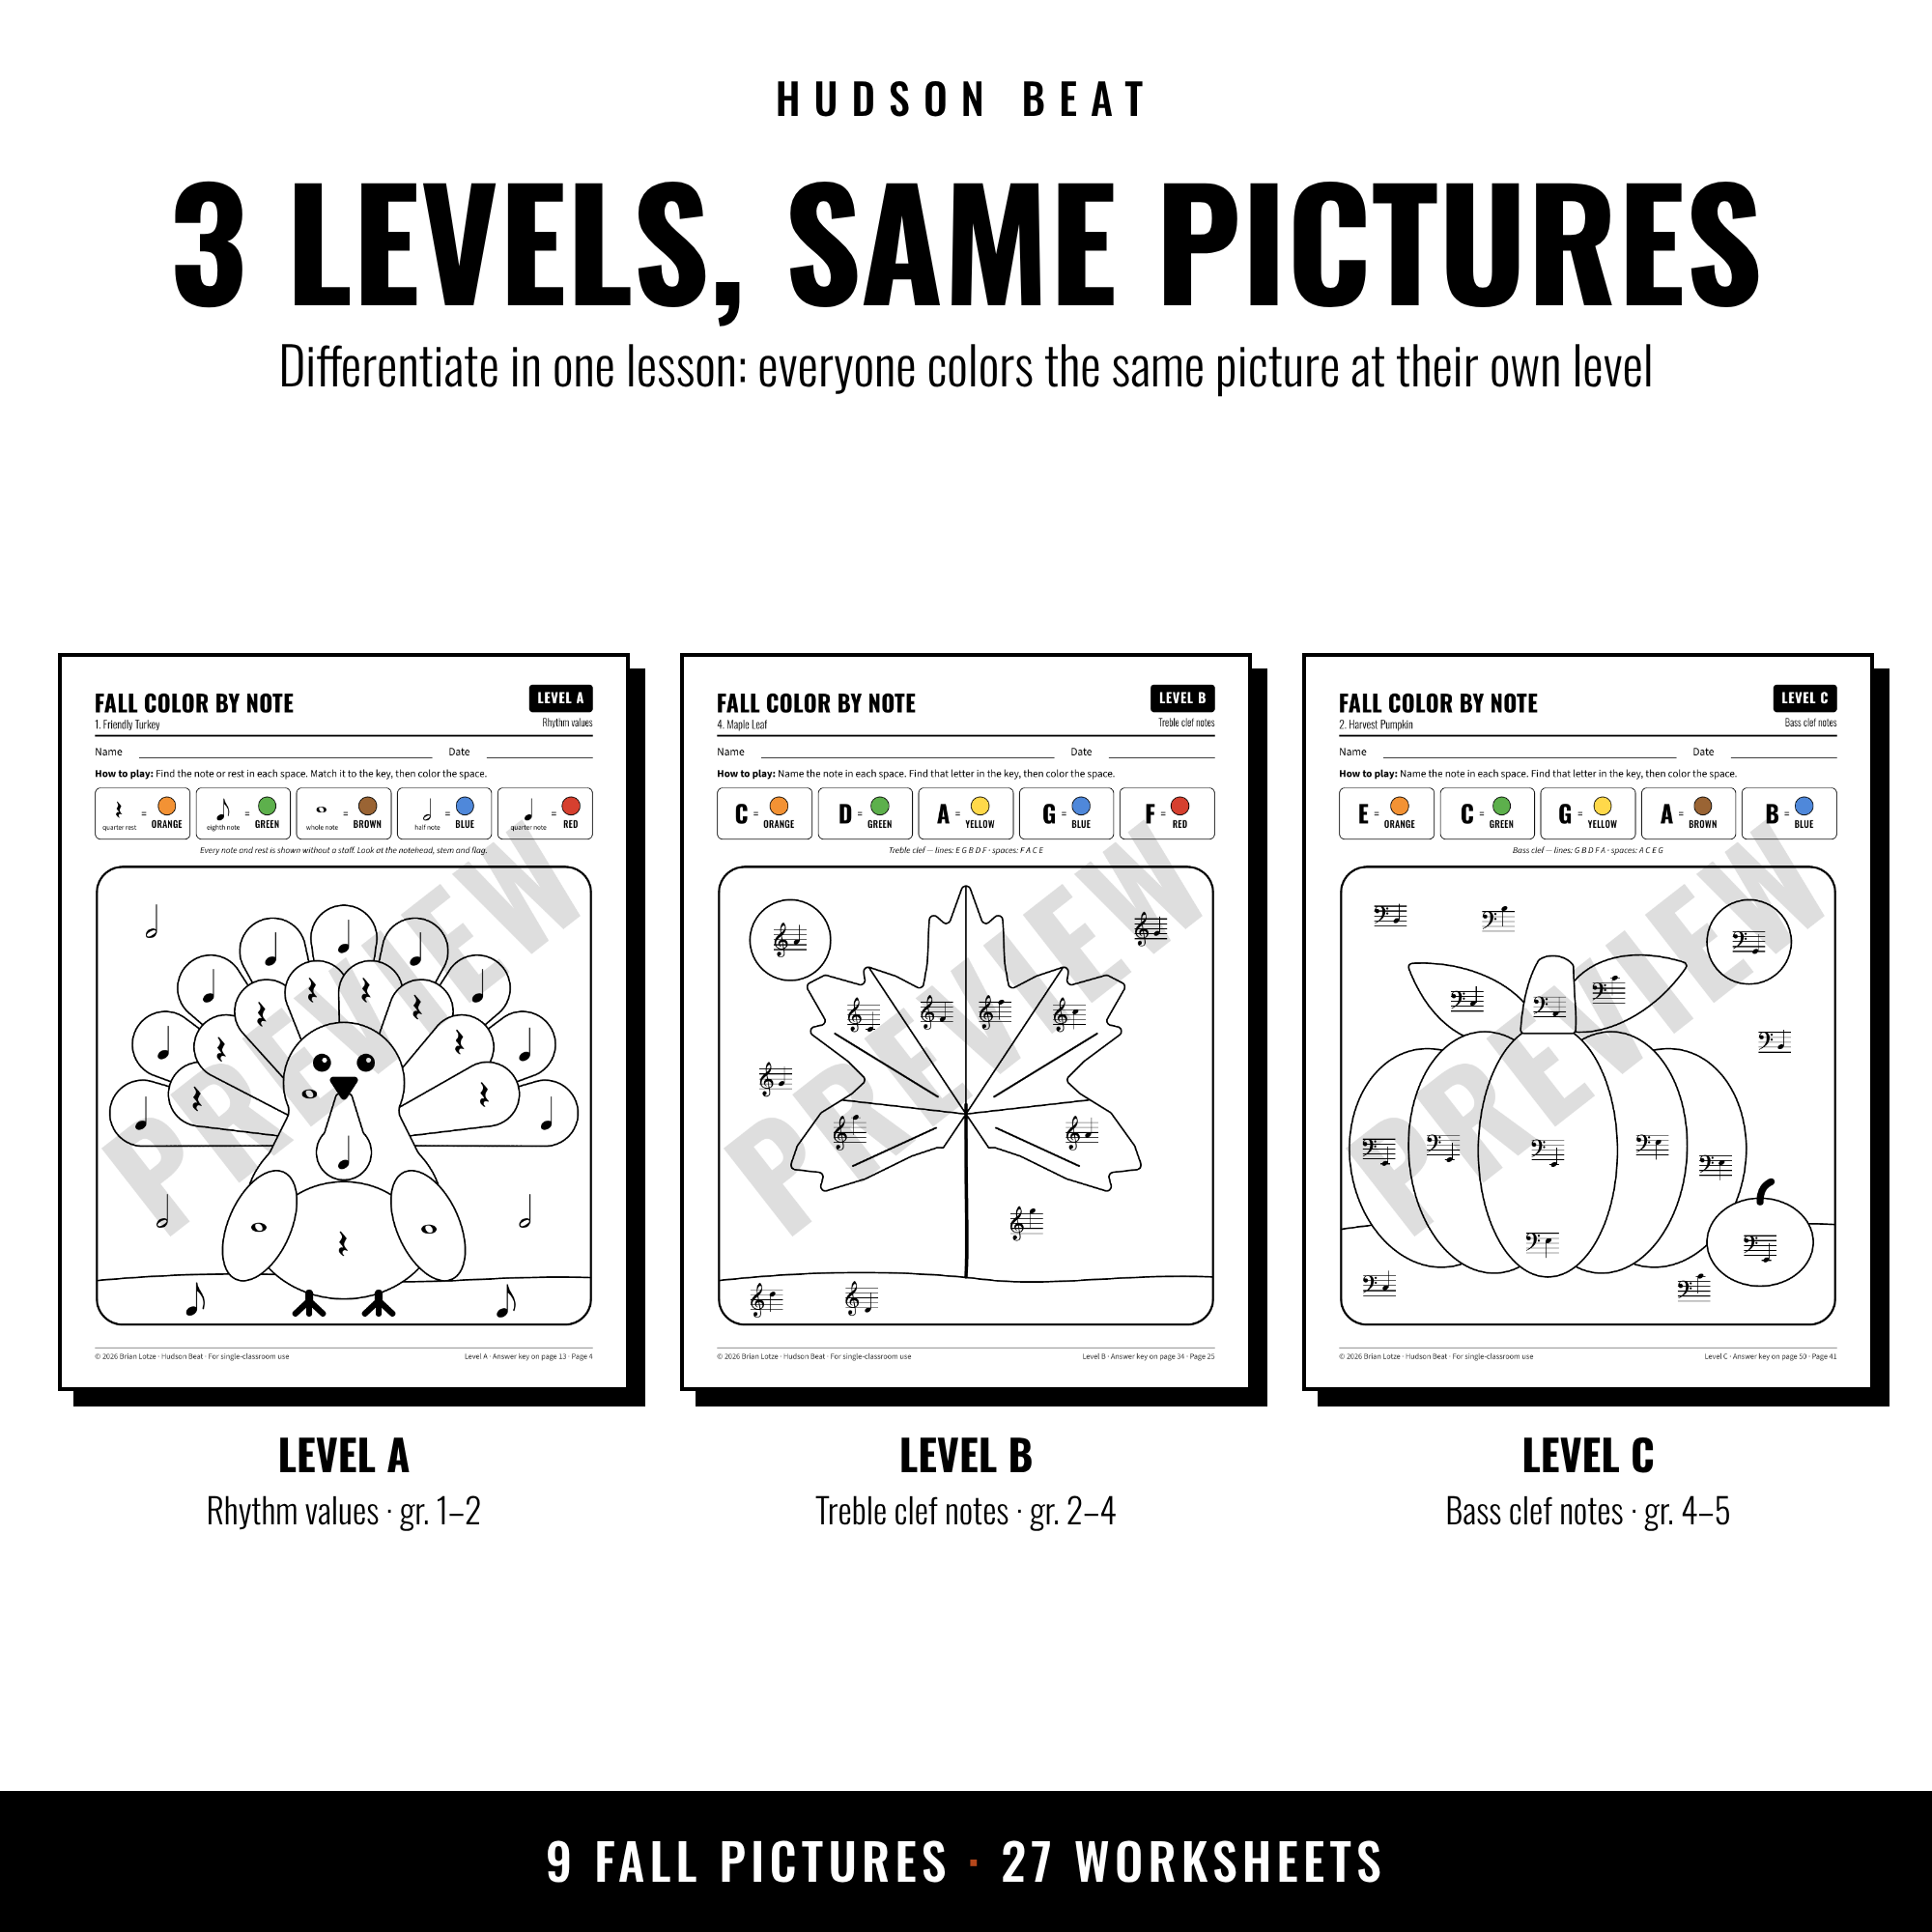 HUDSON BEAT
3 LEVELS, SAME PICTURES
Differentiate in one lesson: everyone colors the same picture at their own level
FALL COLOR BY NOTE
LEVEL A
1. Friendly Turkey
Rhythm values
Name
Date
How to play: Find the note or rest in each space. Match it to the key, then color the space.
quarter rest = ORANGE
eighth note = GREEN
whole note = BROWN
half note = BLUE
quarter note = RED
Every note and rest is shown without a staff. Look at the notehead, stem and flag.
PREVIEW
© 2026 Brian Lotze · Hudson Beat · For single-classroom use
Level A · Answer key on page 13 · Page 4
LEVEL A
Rhythm values · gr. 1–2
FALL COLOR BY NOTE
LEVEL B
4. Maple Leaf
Treble clef notes
Name
Date
How to play: Name the note in each space. Find that letter in the key, then color the space.
C = ORANGE
D = GREEN
A = YELLOW
G = BLUE
F = RED
Treble clef — lines: E G B D F · spaces: F A C E
PREVIEW
© 2026 Brian Lotze · Hudson Beat · For single-classroom use
Level B · Answer key on page 34 · Page 25
LEVEL B
Treble clef notes · gr. 2–4
FALL COLOR BY NOTE
LEVEL C
2. Harvest Pumpkin
Bass clef notes
Name
Date
How to play: Name the note in each space. Find that letter in the key, then color the space.
E = ORANGE
C = GREEN
G = YELLOW
A = BROWN
B = BLUE
Bass clef — lines: G B D F A · spaces: A C E G
PREVIEW
© 2026 Brian Lotze · Hudson Beat · For single-classroom use
Level C · Answer key on page 50 · Page 41
LEVEL C
Bass clef notes · gr. 4–5
9 FALL PICTURES · 27 WORKSHEETS